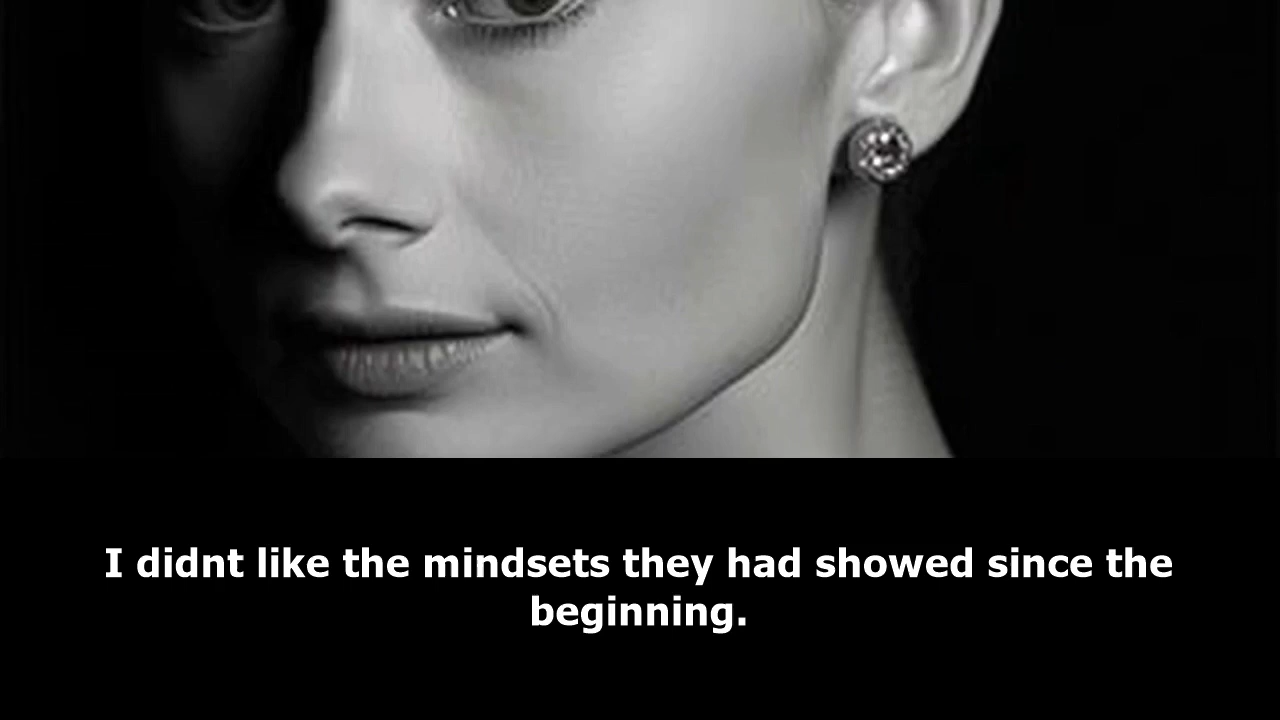 I didnt like the mindsets they had showed since the
beginning.